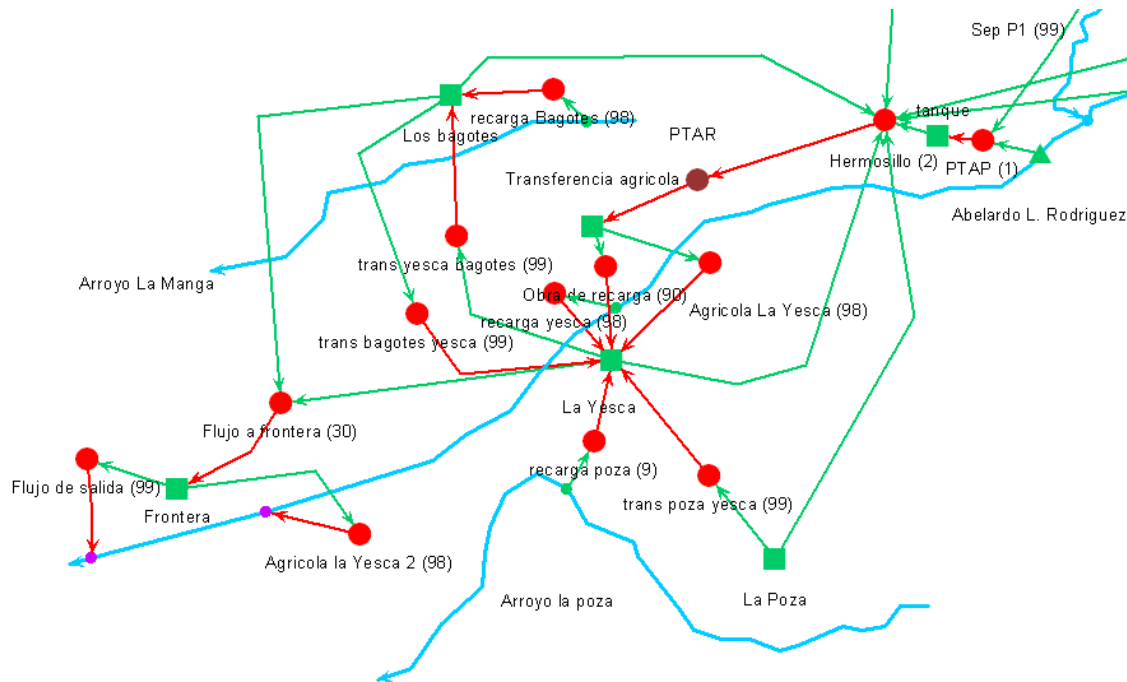 Sep P1 (99)
recarga Bagotes (98)
tanque
Los bagotes
PTAR
Hermosillo (2)
PTAP (1)
Transferencia agricola
Abelardo L. Rodriguez
trans yesca bagotes (99)
Arroyo La Manga
Obra de recarga (90)
Agricola La Yesca (98)
recarga yesca (98)
trans bagotes yesca (99)
La Yesca
Flujo a frontera (30)
recarga poza (9)
Flujo de salida (99)
trans poza yesca (99)
Frontera
Agricola la Yesca 2 (98)
Arroyo la poza
La Poza